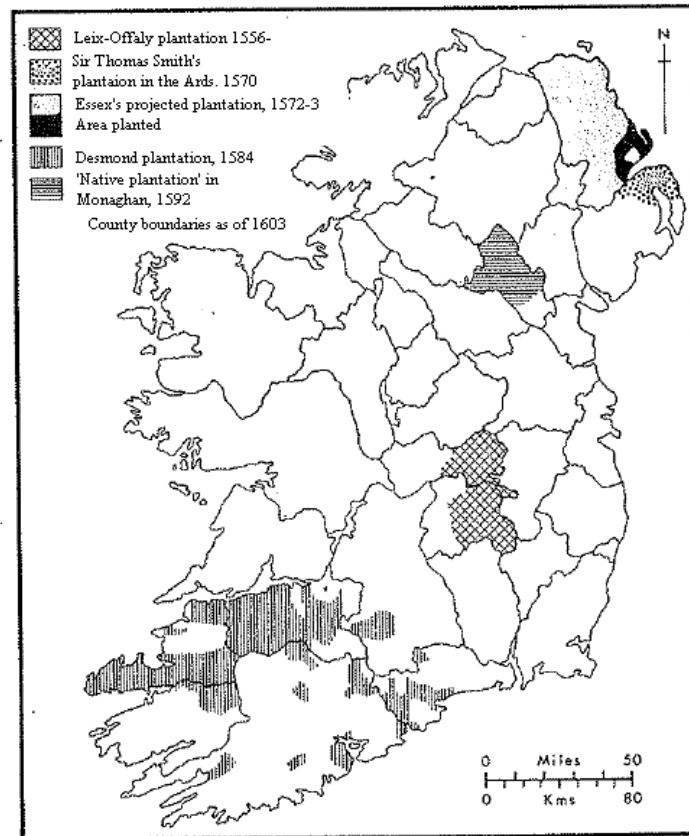 Leix-Offaly plantation 1556-
Sir Thomas Smith's
plantaion in the Ards. 1570
Essex's projected plantation, 1572-3
Area planted
Desmond plantation, 1584
'Native plantation' in
Monaghan, 1592
County boundaries as of 1603
N
0 Miles 50
0 Kms 80